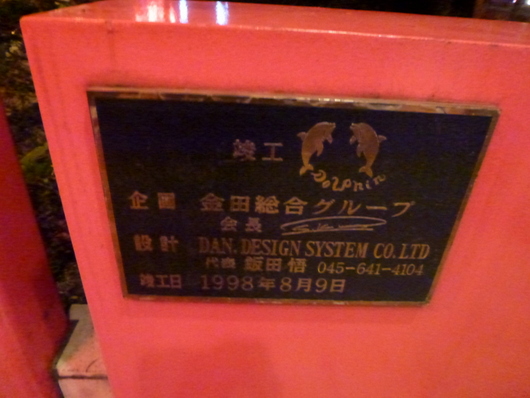 竣工 Dolphin
企画 金田総合グループ
会長
設計 DAN. DESIGN SYSTEM CO. LTD
代表 飯田 悟 045-641-4104
竣工日 1998年8月9日